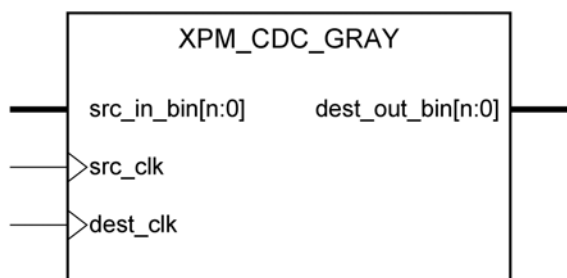 XPM_CDC_GRAY
src_in_bin[n:0] dest_out_bin[n:0]
src_clk
dest_clk